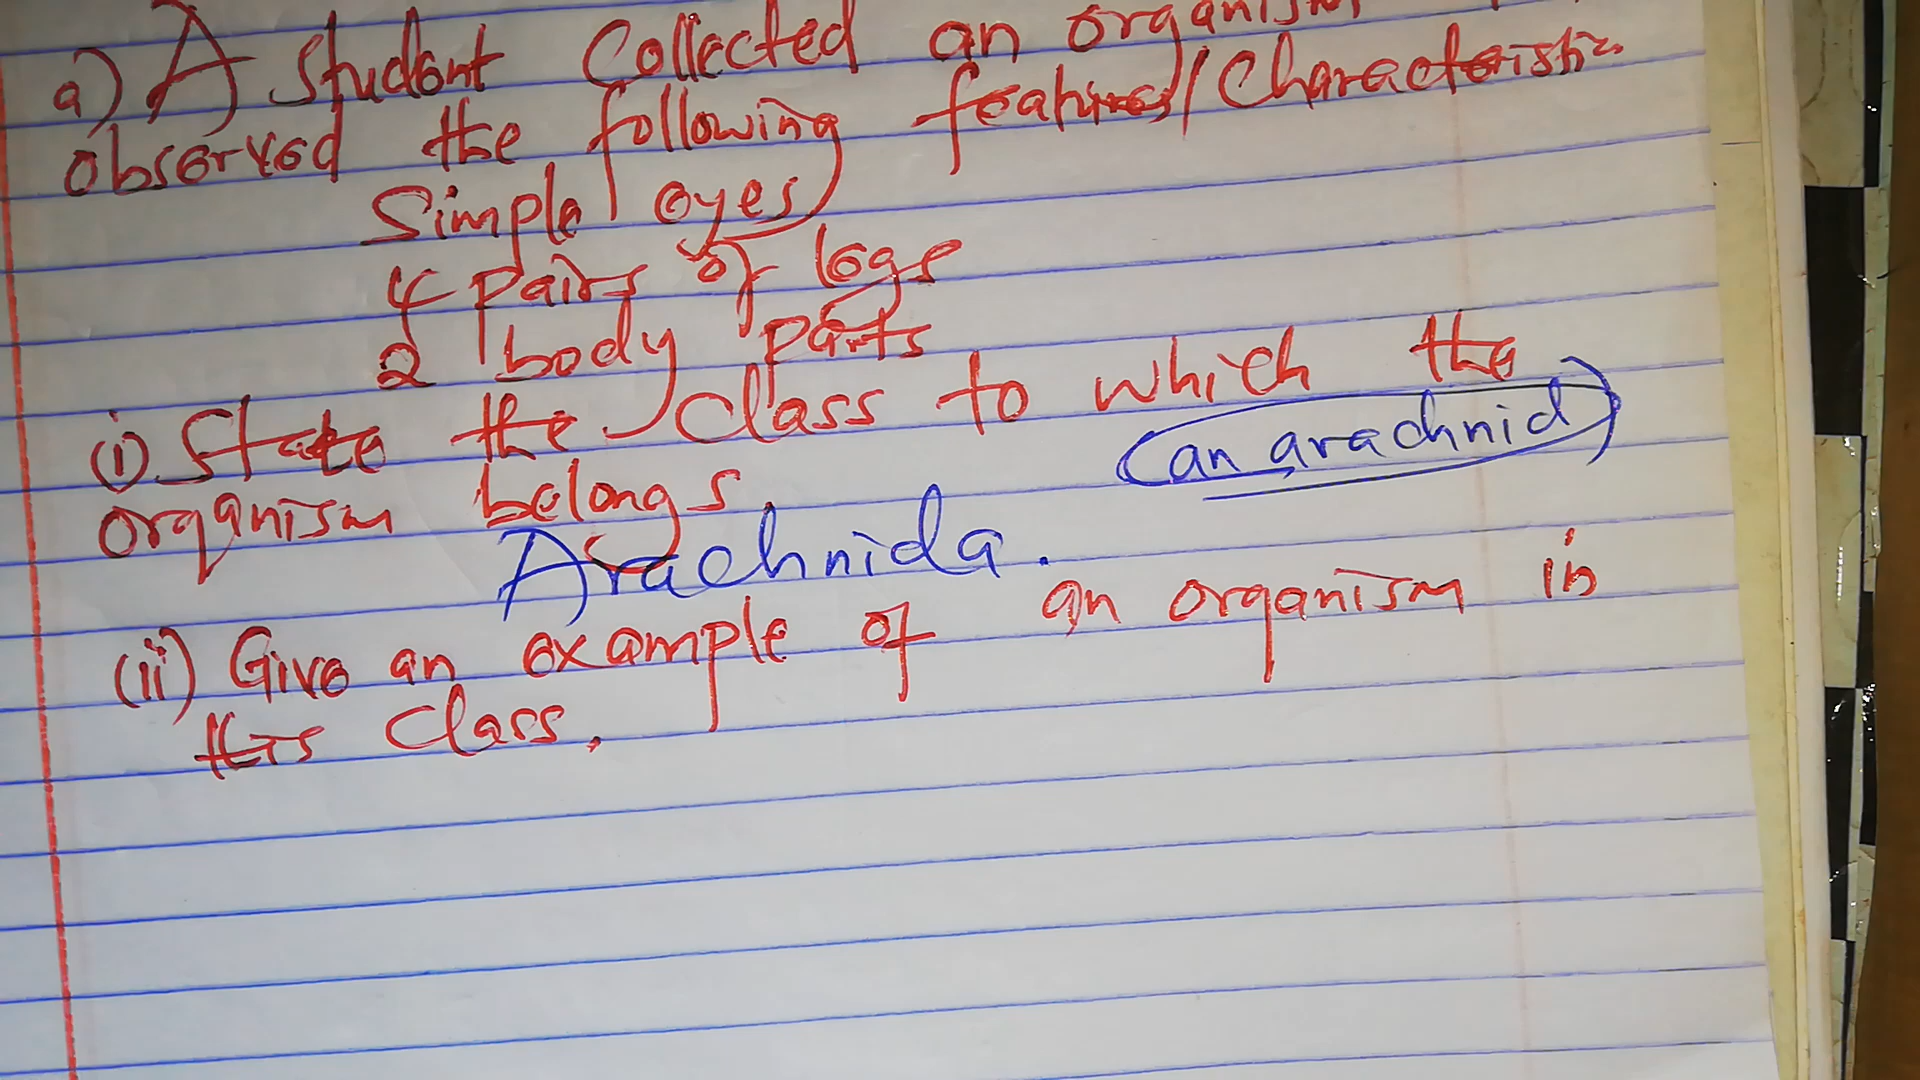 a) A student Collected an organism
observed the following features/Characteristic
Simple eyes
4 pairs of legs
2 body parts
(i) State the class to which the
organism belongs.
(an arachnid)
Arachnida.
(ii) Give an example of an organism in
this class.